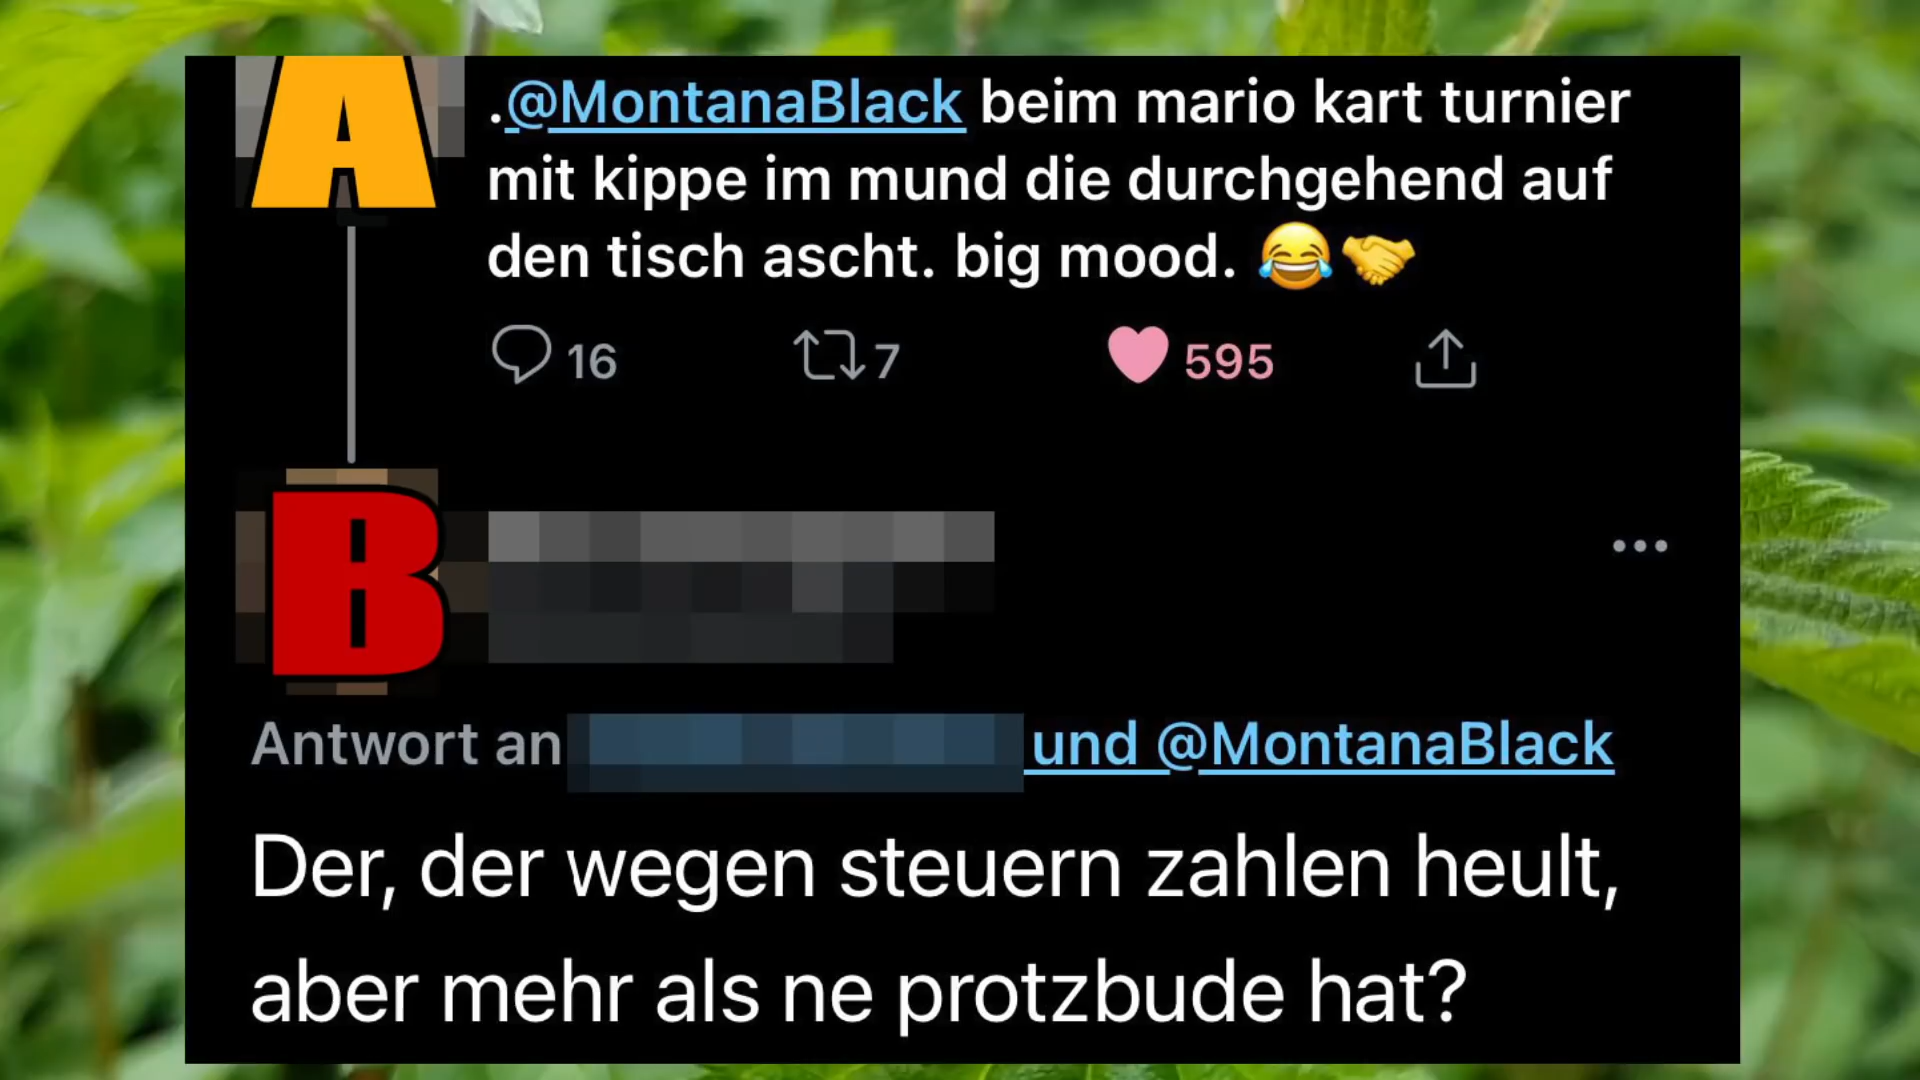 A
.@MontanaBlack beim mario kart turnier
mit kippe im mund die durchgehend auf
den tisch ascht. big mood. 😂🤝
16 7 595
B
Antwort an und @MontanaBlack
Der, der wegen steuern zahlen heult,
aber mehr als ne protzbude hat?